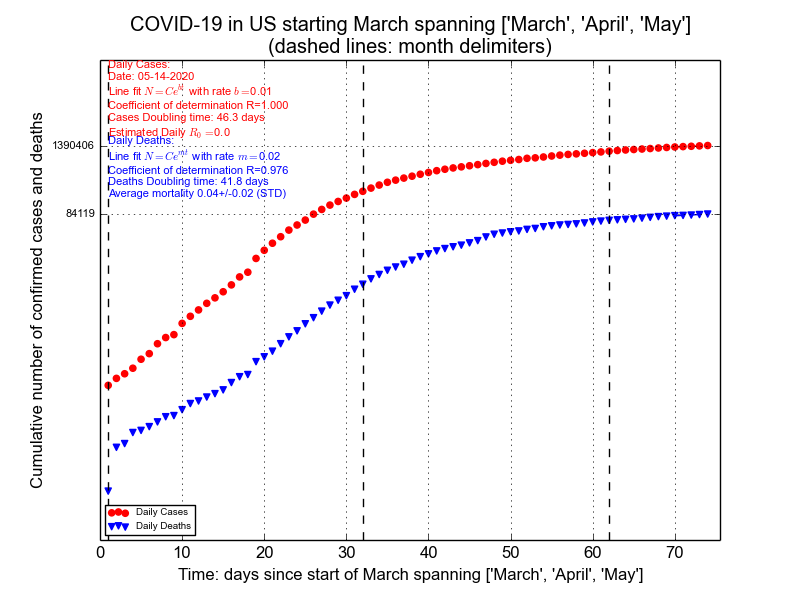 COVID-19 in US starting March spanning ['March', 'April', 'May']
(dashed lines: month delimiters)
Daily Cases:
Date: 05-14-2020
Line fit N = Ce^{bt} with rate b = 0.01
Coefficient of determination R=1.000
Cases Doubling time: 46.3 days
Estimated Daily R₀ = 0.0
Daily Deaths:
Line fit N = Ce^{mt} with rate m = 0.02
Coefficient of determination R=0.976
Deaths Doubling time: 41.8 days
Average mortality 0.04+/-0.02 (STD)
1390406
84119
Cumulative number of confirmed cases and deaths
Daily Cases
Daily Deaths
0 10 20 30 40 50 60 70
Time: days since start of March spanning ['March', 'April', 'May']